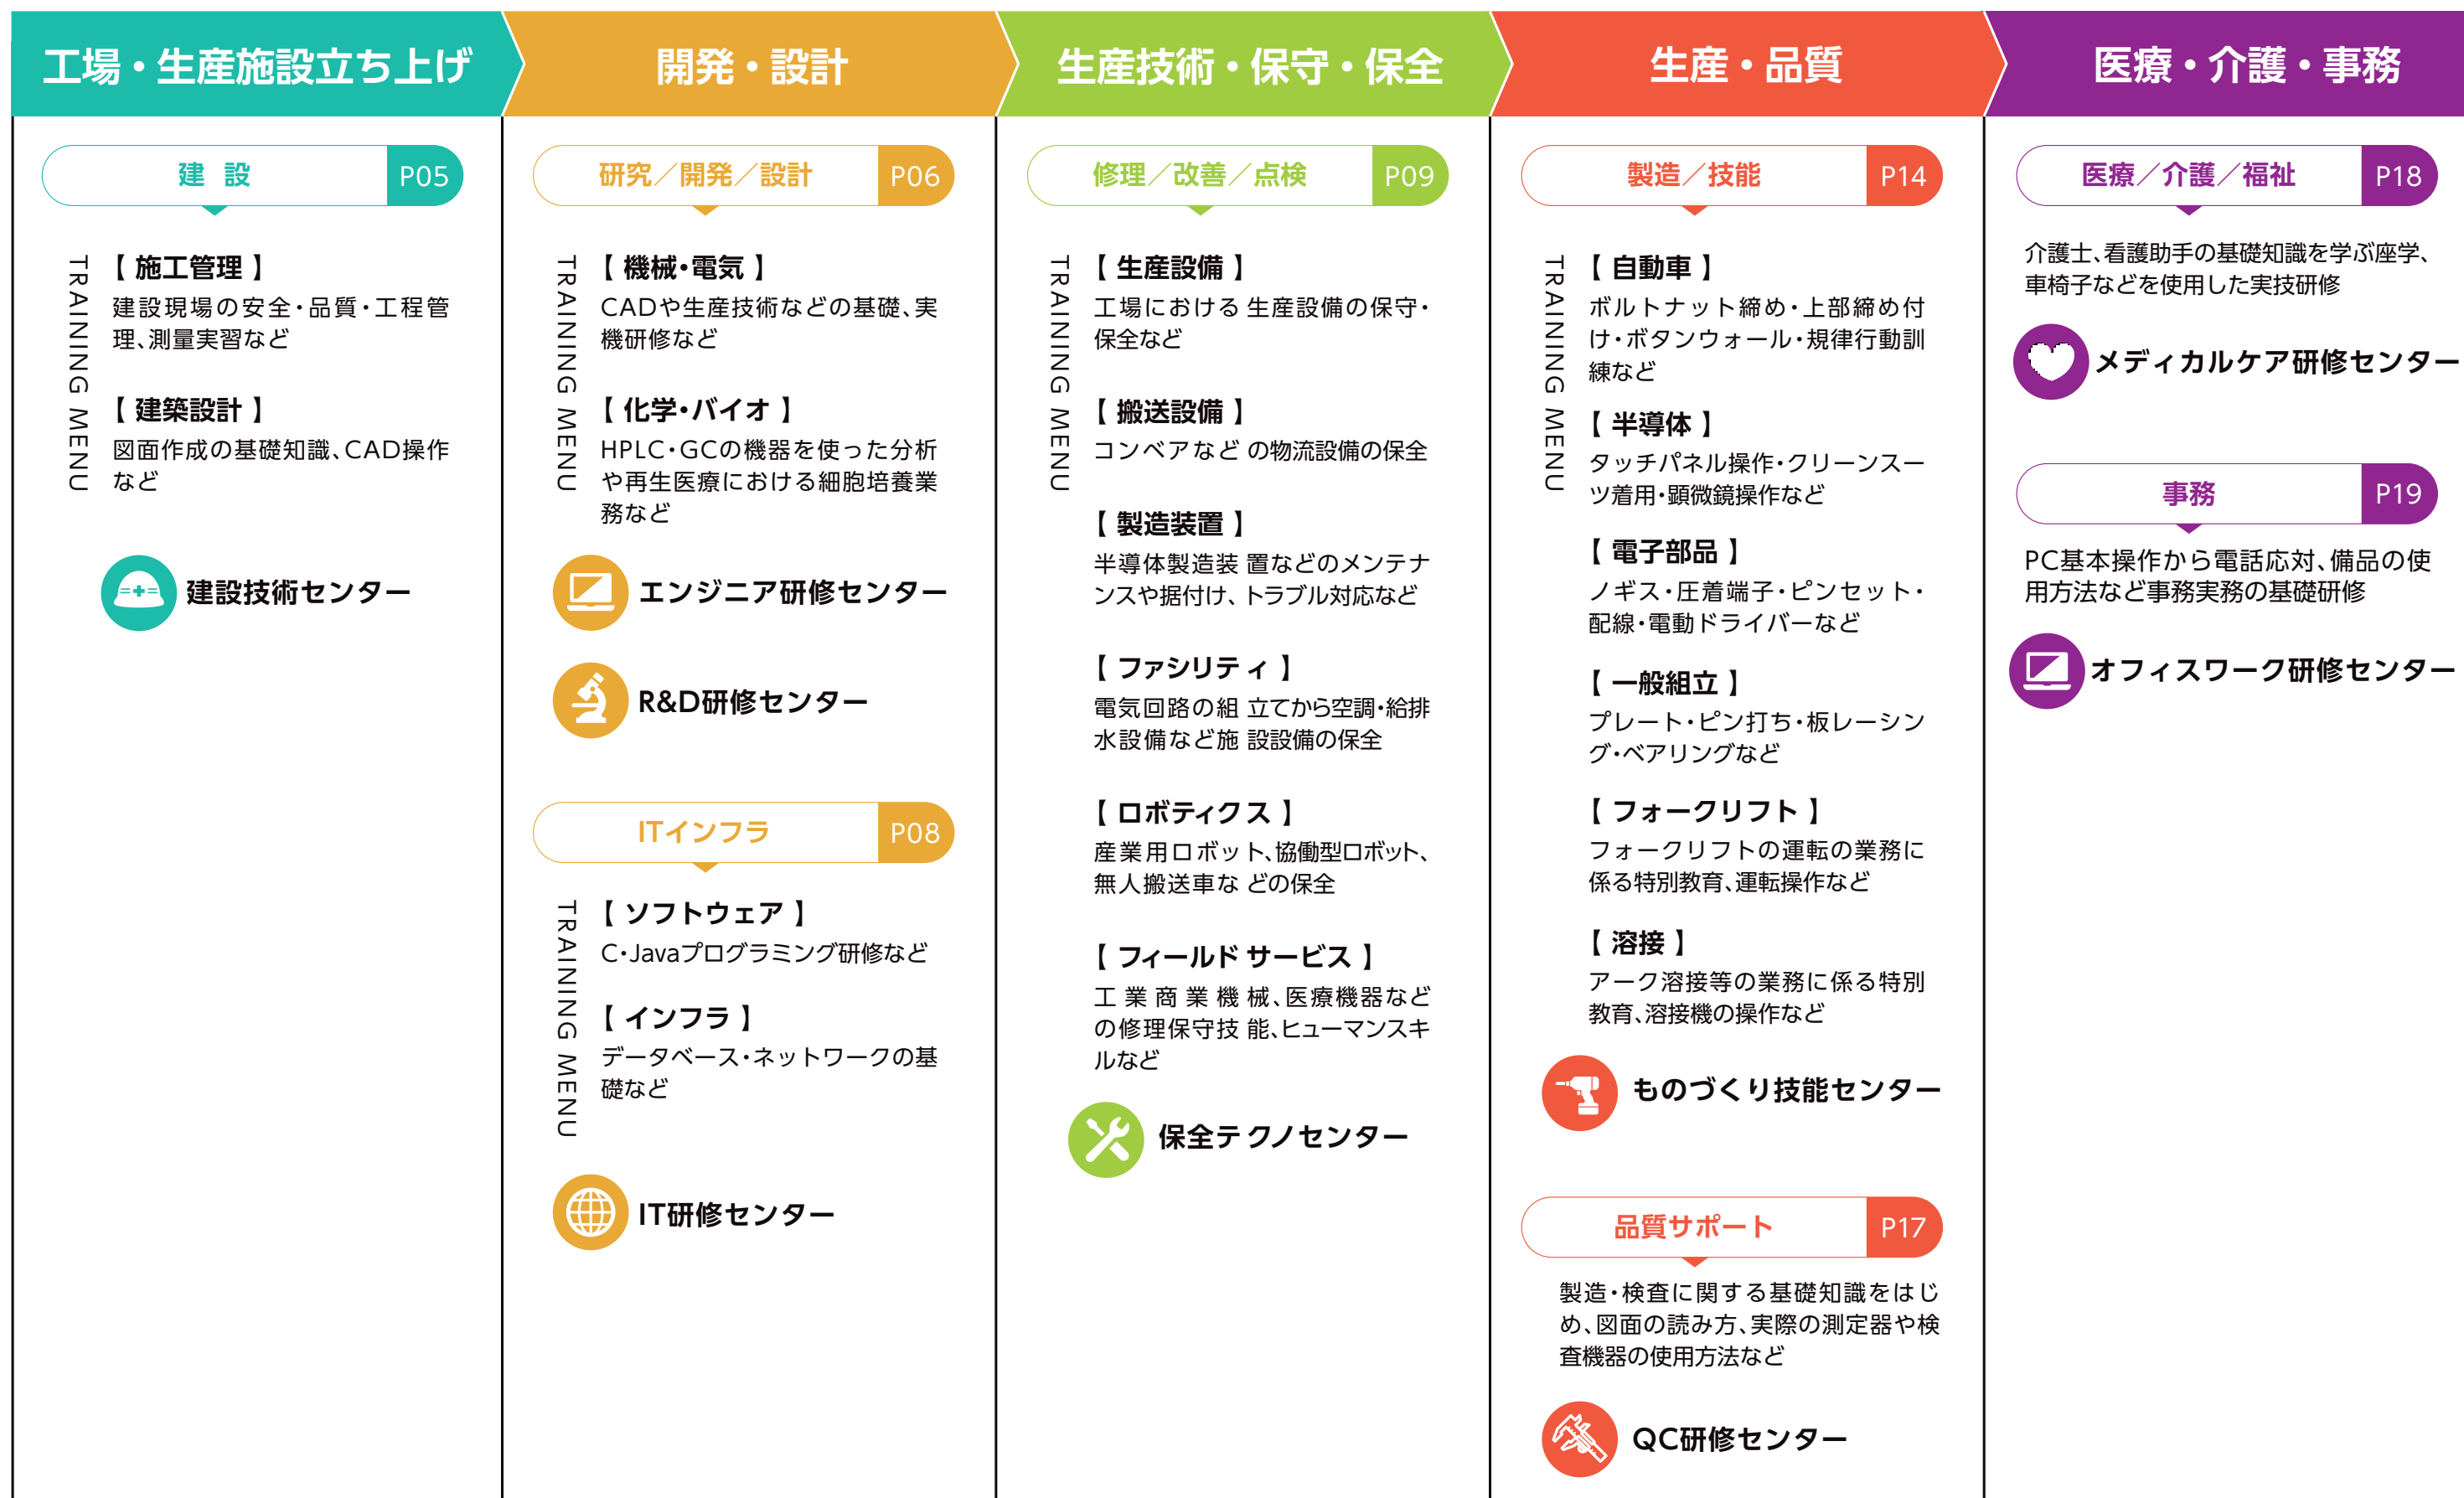 工場・生産施設立ち上げ
建 設 P05
TRAINING MENU
【 施工管理 】
建設現場の安全・品質・工程管
理、測量実習など
【 建築設計 】
図面作成の基礎知識、CAD操作
など
建設技術センター
開発・設計
研究／開発／設計 P06
TRAINING MENU
【 機械・電気 】
CADや生産技術などの基礎、実
機研修など
【 化学・バイオ 】
HPLC・GCの機器を使った分析
や再生医療における細胞培養業
務など
エンジニア研修センター
R&D研修センター
ITインフラ P08
TRAINING MENU
【 ソフトウェア 】
C・Javaプログラミング研修など
【 インフラ 】
データベース・ネットワークの基
礎など
IT研修センター
生産技術・保守・保全
修理／改善／点検 P09
TRAINING MENU
【 生産設備 】
工場における 生産設備の保守・
保全など
【 搬送設備 】
コンベアなど の物流設備の保全
【 製造装置 】
半導体製造装 置などのメンテナ
ンスや据付け、トラブル対応など
【 ファシリティ 】
電気回路の組 立てから空調・給排
水設備など施 設設備の保全
【 ロボティクス 】
産業用ロボット、協働型ロボット、
無人搬送車な どの保全
【 フィールド サービス 】
工業商業機 械、医療機器など
の修理保守技 能、ヒューマンスキ
ルなど
保全テクノセンター
生産・品質
製造／技能 P14
TRAINING MENU
【 自動車 】
ボルトナット締め・上部締め付
け・ボタンウォール・規律行動訓
練など
【 半導体 】
タッチパネル操作・クリーンスー
ツ着用・顕微鏡操作など
【 電子部品 】
ノギス・圧着端子・ピンセット・
配線・電動ドライバーなど
【 一般組立 】
プレート・ピン打ち・板レーシン
グ・ベアリングなど
【 フォークリフト 】
フォークリフトの運転の業務に
係る特別教育、運転操作など
【 溶接 】
アーク溶接等の業務に係る特別
教育、溶接機の操作など
ものづくり技能センター
品質サポート P17
製造・検査に関する基礎知識をはじ
め、図面の読み方、実際の測定器や検
査機器の使用方法など
QC研修センター
医療・介護・事務
医療／介護／福祉 P18
介護士、看護助手の基礎知識を学ぶ座学、
車椅子などを使用した実技研修
メディカルケア研修センター
事務 P19
PC基本操作から電話応対、備品の使
用方法など事務実務の基礎研修
オフィスワーク研修センター